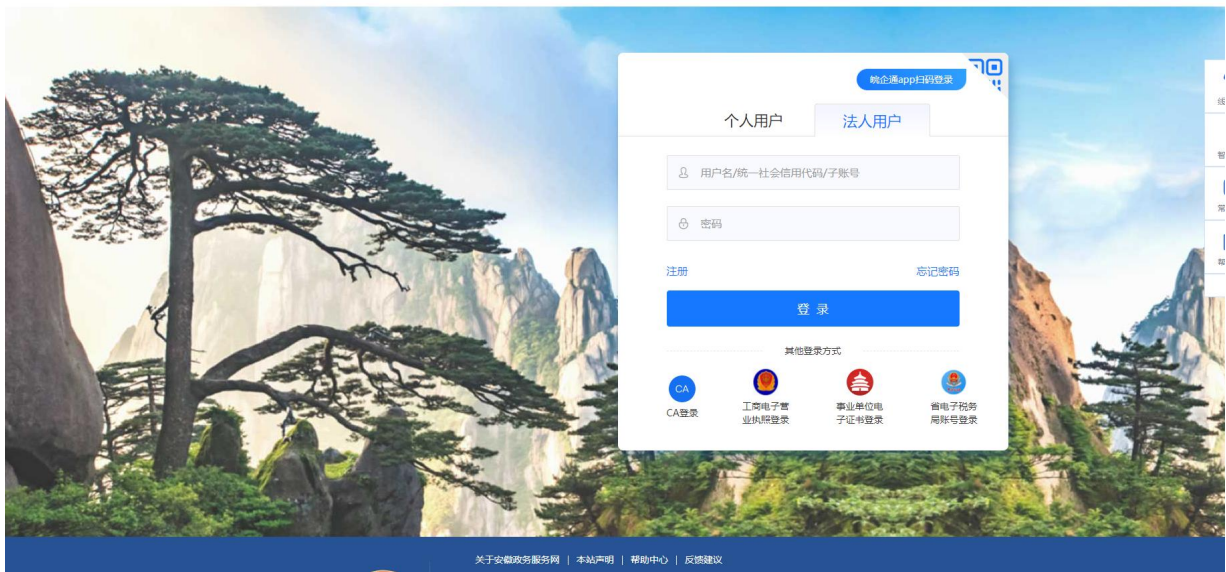 皖企通app扫码登录
个人用户 法人用户
用户名/统一社会信用代码/子账号
密码
注册 忘记密码
登 录
其他登录方式
CA
CA登录
工商电子营
业执照登录
事业单位电
子证书登录
省电子税务
局账号登录
线
智
常
帮
关于安徽政务服务网 | 本站声明 | 帮助中心 | 反馈建议